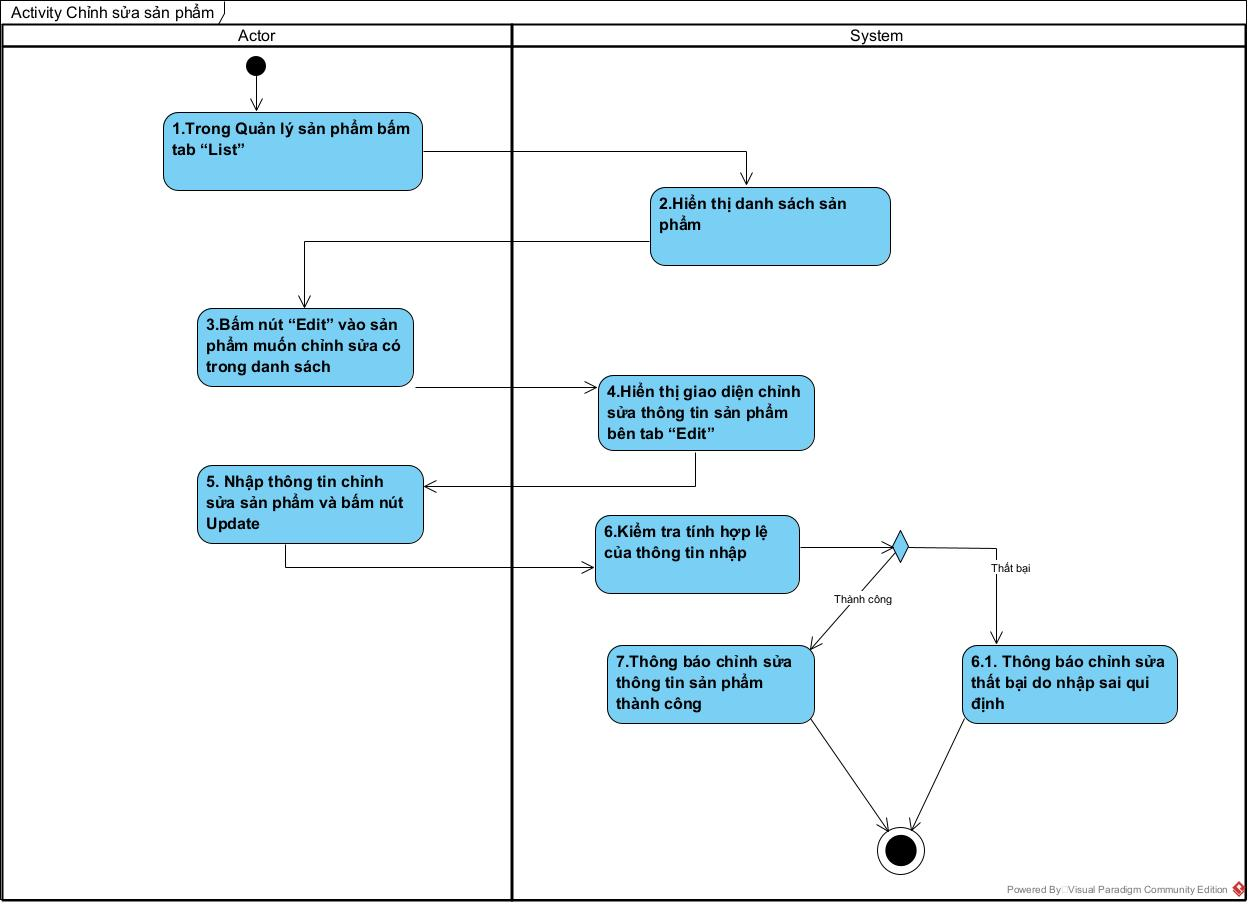 Activity Chỉnh sửa sản phẩm
Actor
System
1.Trong Quản lý sản phẩm bấm
tab “List”
2.Hiển thị danh sách sản
phẩm
3.Bấm nút “Edit” vào sản
phẩm muốn chỉnh sửa có
trong danh sách
4.Hiển thị giao diện chỉnh
sửa thông tin sản phẩm
bên tab “Edit”
5. Nhập thông tin chỉnh
sửa sản phẩm và bấm nút
Update
6.Kiểm tra tính hợp lệ
của thông tin nhập
Thất bại
Thành công
7.Thông báo chỉnh sửa
thông tin sản phẩm
thành công
6.1. Thông báo chỉnh sửa
thất bại do nhập sai qui
định
Powered By Visual Paradigm Community Edition